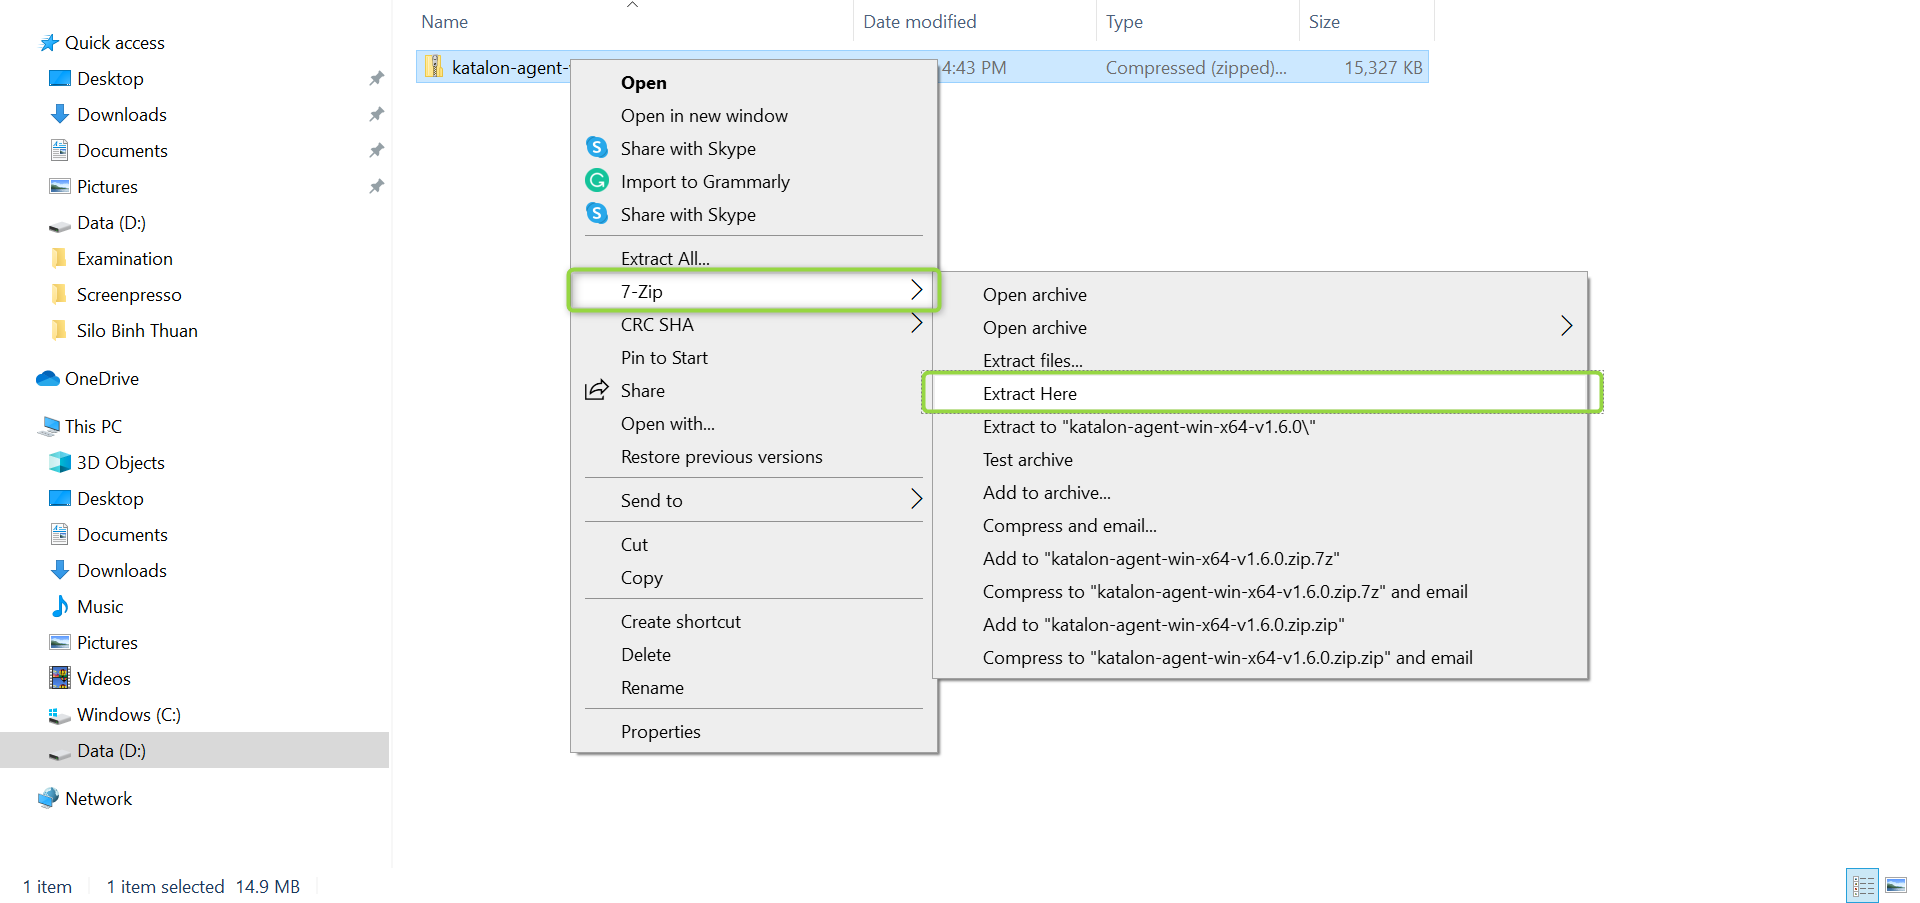 Name
Date modified
Type
Size
Quick access
Desktop
Downloads
Documents
Pictures
Data (D:)
Examination
Screenpresso
Silo Binh Thuan
OneDrive
This PC
3D Objects
Desktop
Documents
Downloads
Music
Pictures
Videos
Windows (C:)
Data (D:)
Network
katalon-agent-
4:43 PM
Compressed (zipped)...
15,327 KB
Open
Open in new window
Share with Skype
Import to Grammarly
Share with Skype
Extract All...
7-Zip
CRC SHA
Pin to Start
Share
Open with...
Restore previous versions
Send to
Cut
Copy
Create shortcut
Delete
Rename
Properties
Open archive
Open archive
Extract files...
Extract Here
Extract to "katalon-agent-win-x64-v1.6.0\"
Test archive
Add to archive...
Compress and email...
Add to "katalon-agent-win-x64-v1.6.0.zip.7z"
Compress to "katalon-agent-win-x64-v1.6.0.zip.7z" and email
Add to "katalon-agent-win-x64-v1.6.0.zip.zip"
Compress to "katalon-agent-win-x64-v1.6.0.zip.zip" and email
1 item
1 item selected 14.9 MB